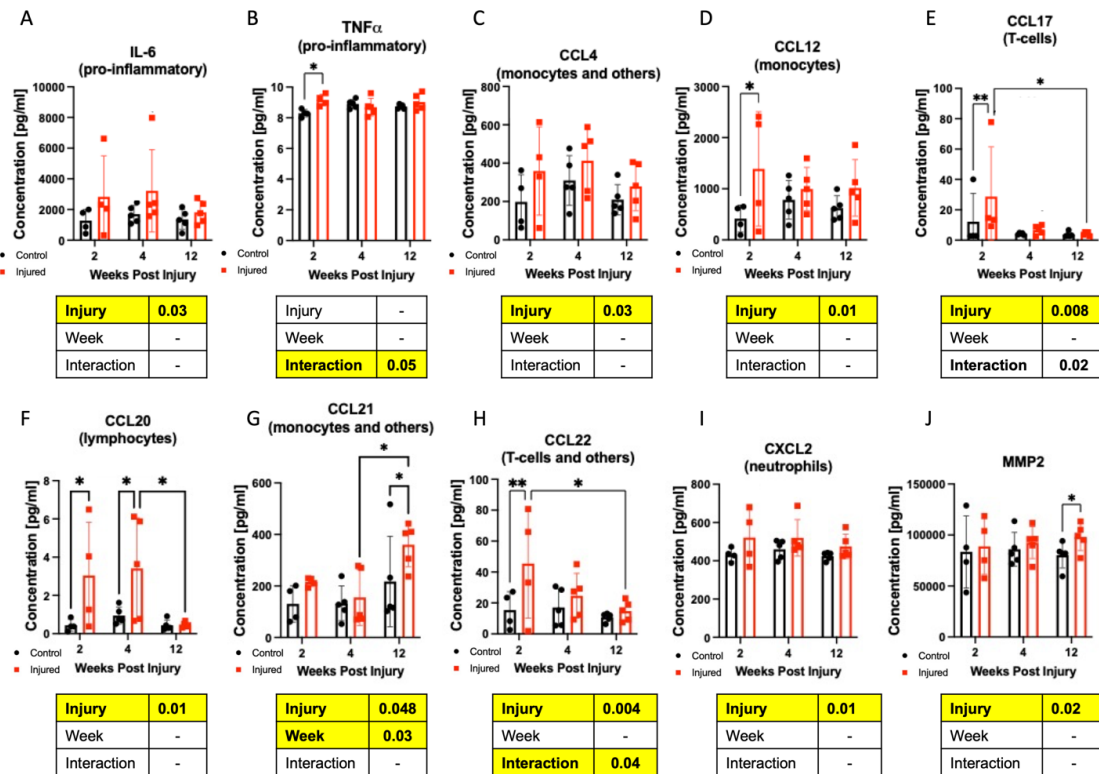 A
IL-6
(pro-inflammatory)
Concentration [pg/ml]
10000
8000
6000
4000
2000
0
2 4 12
Control
Injured
Weeks Post Injury
Injury 0.03
Week -
Interaction -
B
TNFα
(pro-inflammatory)
*
Concentration [pg/ml]
10
8
6
4
2
0
2 4 12
Control
Injured
Weeks Post Injury
Injury -
Week -
Interaction 0.05
C
CCL4
(monocytes and others)
Concentration [pg/ml]
800
600
400
200
0
2 4 12
Control
Injured
Weeks Post Injury
Injury 0.03
Week -
Interaction -
D
CCL12
(monocytes)
*
Concentration [pg/ml]
3000
2000
1000
0
2 4 12
Control
Injured
Weeks Post Injury
Injury 0.01
Week -
Interaction -
E
CCL17
(T-cells)
*
**
Concentration [pg/ml]
100
80
60
40
20
0
2 4 12
Control
Injured
Weeks Post Injury
Injury 0.008
Week -
Interaction 0.02
F
CCL20
(lymphocytes)
* * *
Concentration [pg/ml]
8
6
4
2
0
2 4 12
Control
Injured
Weeks Post Injury
Injury 0.01
Week -
Interaction -
G
CCL21
(monocytes and others)
*
*
Concentration [pg/ml]
600
400
200
0
2 4 12
Control
Injured
Weeks Post Injury
Injury 0.048
Week 0.03
Interaction -
H
CCL22
(T-cells and others)
** *
Concentration [pg/ml]
100
80
60
40
20
0
2 4 12
Control
Injured
Weeks Post Injury
Injury 0.004
Week -
Interaction 0.04
I
CXCL2
(neutrophils)
Concentration [pg/ml]
800
600
400
200
0
2 4 12
Control
Injured
Weeks Post Injury
Injury 0.01
Week -
Interaction -
J
MMP2
*
Concentration [pg/ml]
150000
100000
50000
0
2 4 12
Control
Injured
Weeks Post Injury
Injury 0.02
Week -
Interaction -